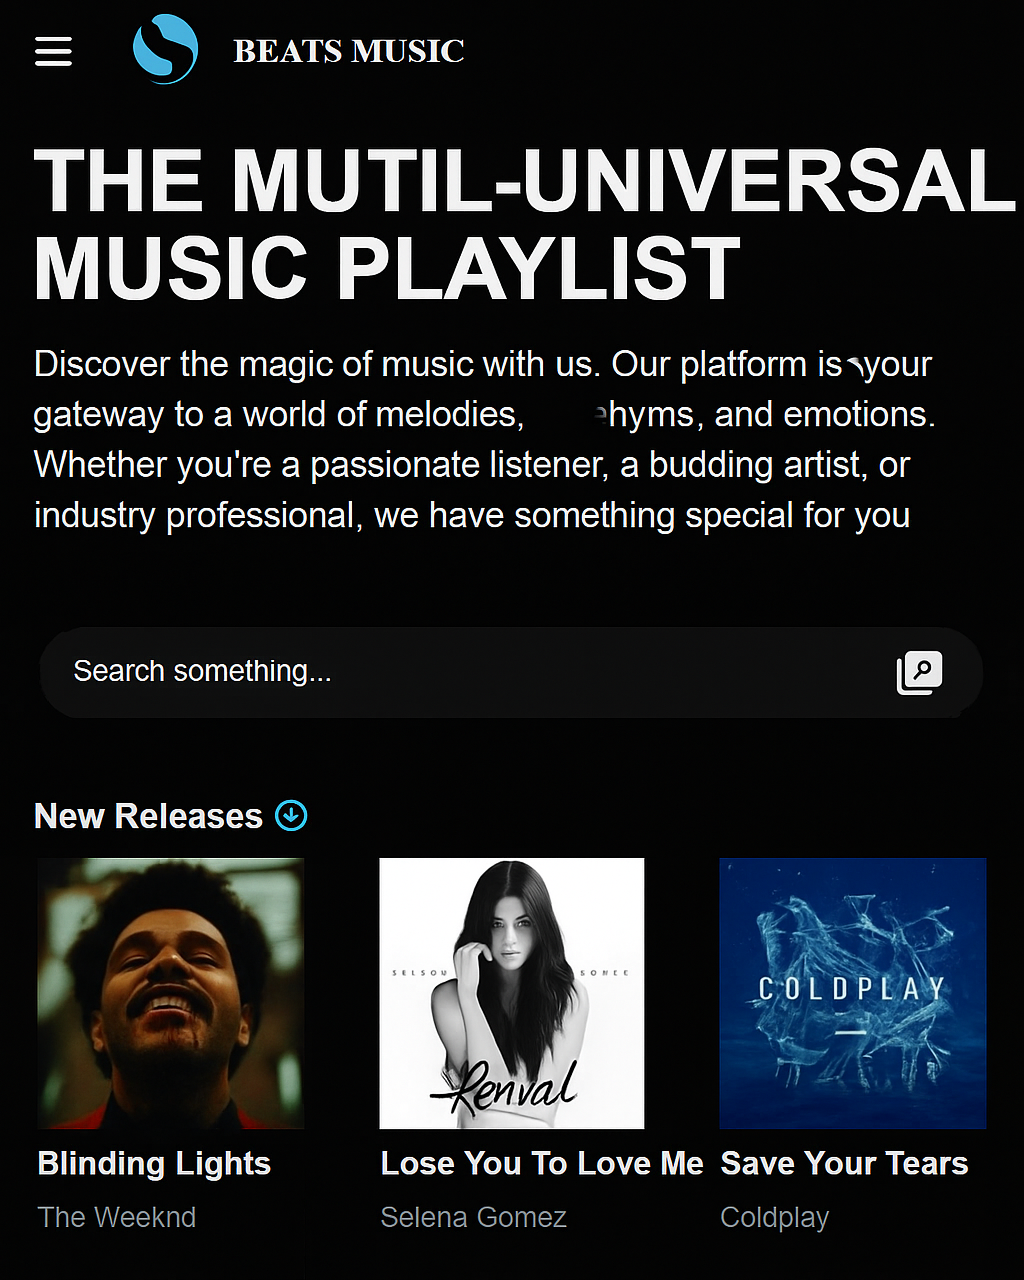 BEATS MUSIC
THE MUTIL-UNIVERSAL
MUSIC PLAYLIST
Discover the magic of music with us. Our platform is your
gateway to a world of melodies, hyms, and emotions.
Whether you're a passionate listener, a budding artist, or
industry professional, we have something special for you
Search something...
New Releases
SELSOU SOMEE
Renval
COLDPLAY
Blinding Lights Lose You To Love Me Save Your Tears
The Weeknd Selena Gomez Coldplay